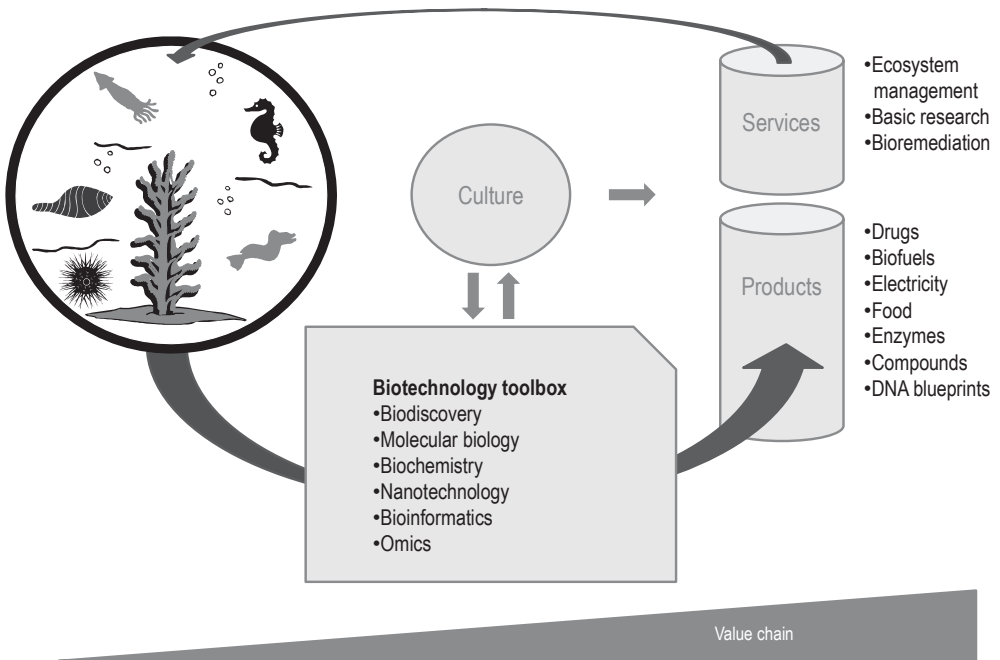 Services
•Ecosystem
management
•Basic research
•Bioremediation
Culture
Products
•Drugs
•Biofuels
•Electricity
•Food
•Enzymes
•Compounds
•DNA blueprints
Biotechnology toolbox
•Biodiscovery
•Molecular biology
•Biochemistry
•Nanotechnology
•Bioinformatics
•Omics
Value chain